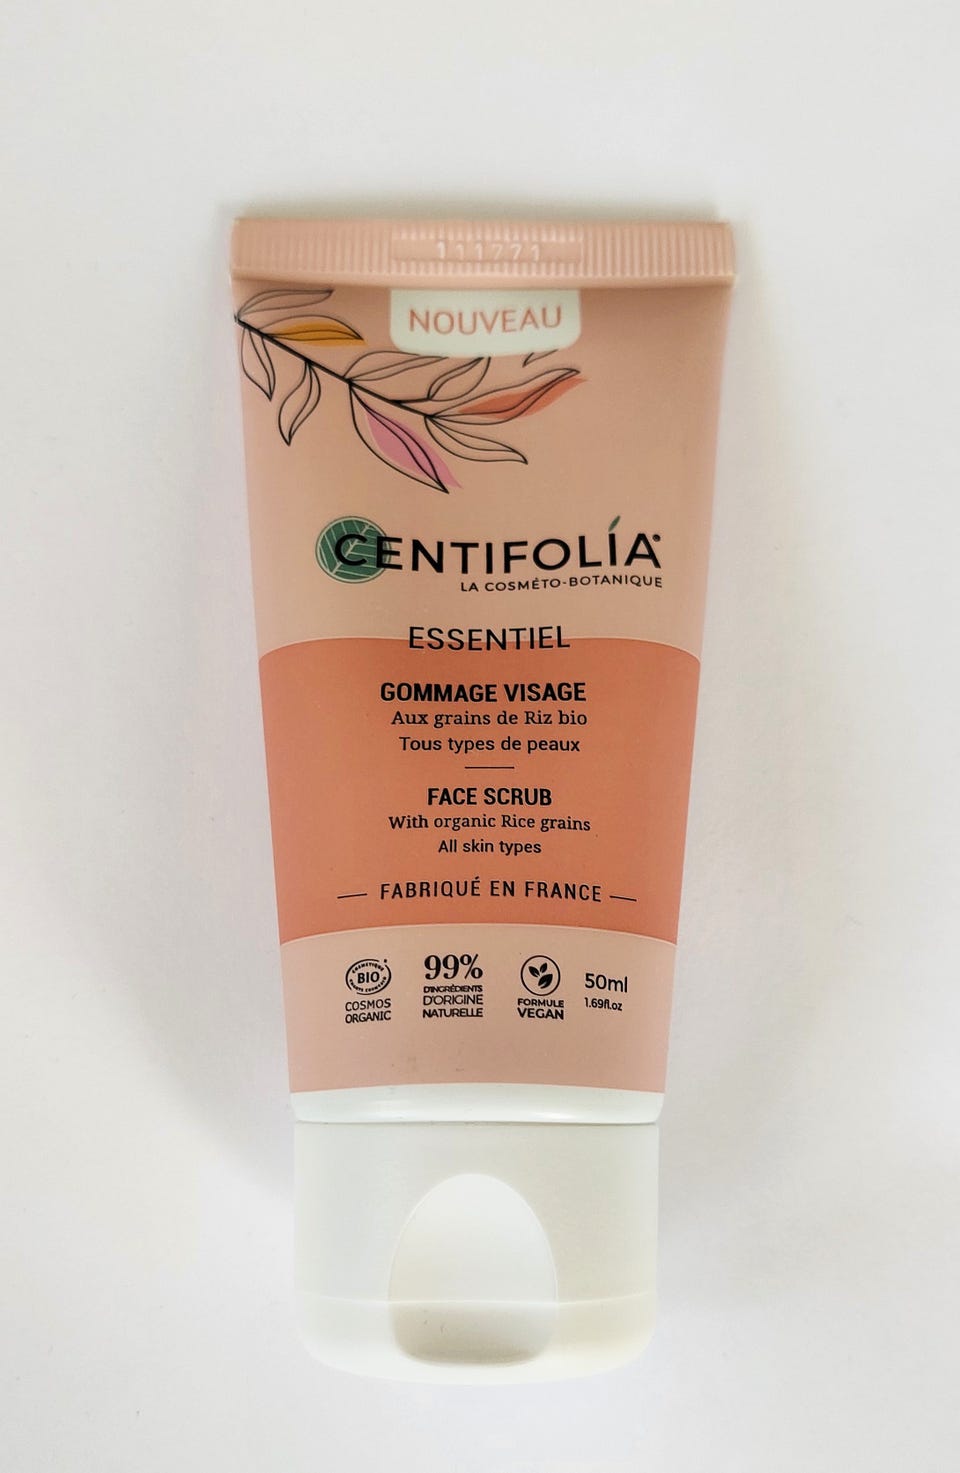 111771
NOUVEAU
CENTIFOLÍA
LA COSMÉTO-BOTANIQUE
ESSENTIEL
GOMMAGE VISAGE
Aux grains de Riz bio
Tous types de peaux
FACE SCRUB
With organic Rice grains
All skin types
FABRIQUÉ EN FRANCE
COSMÉTIQUE
BIO
COSMOS
ORGANIC
99%
D'INGRÉDIENTS
D'ORIGINE
NATURELLE
FORMULE
VEGAN
50ml
1.69fl.oz